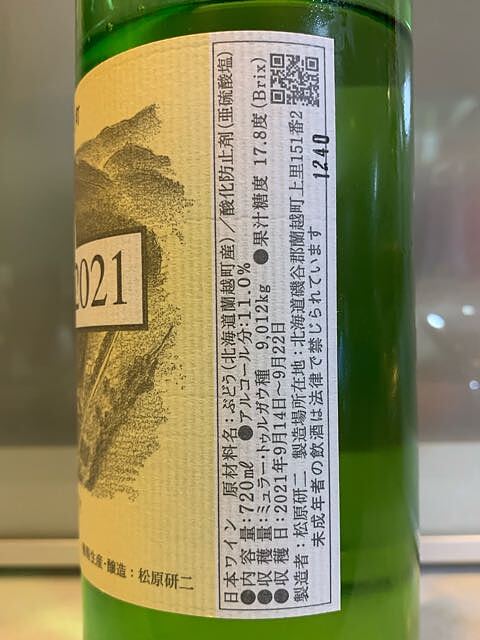 町
2021
生産・醸造：松原研二
日本ワイン　原材料名：ぶどう(北海道蘭越町産)／酸化防止剤(亜硫酸塩)
●内容量：720㎖　●アルコール分：11.0%
●収穫量：ミュラー・トゥルガウ種　9,012kg　●果汁糖度 17.8度(Brix)
●収穫日：2021年9月14日～9月22日
製造者：松原研二　製造場所在地：北海道磯谷郡蘭越町上里151番2
未成年者の飲酒は法律で禁じられています
1240